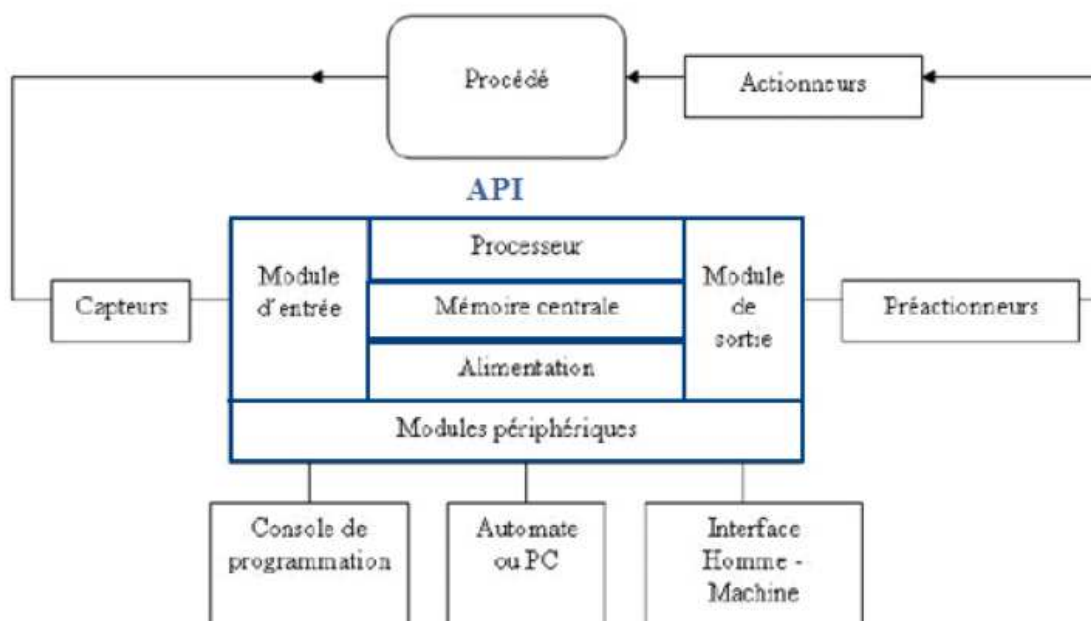 Procédé
Actionneurs
API
Processeur
Module
d'entrée
Mémoire centrale
Module
de
sortie
Alimentation
Capteurs
Préactionneurs
Modules périphériques
Console de
programmation
Automate
ou PC
Interface
Homme -
Machine